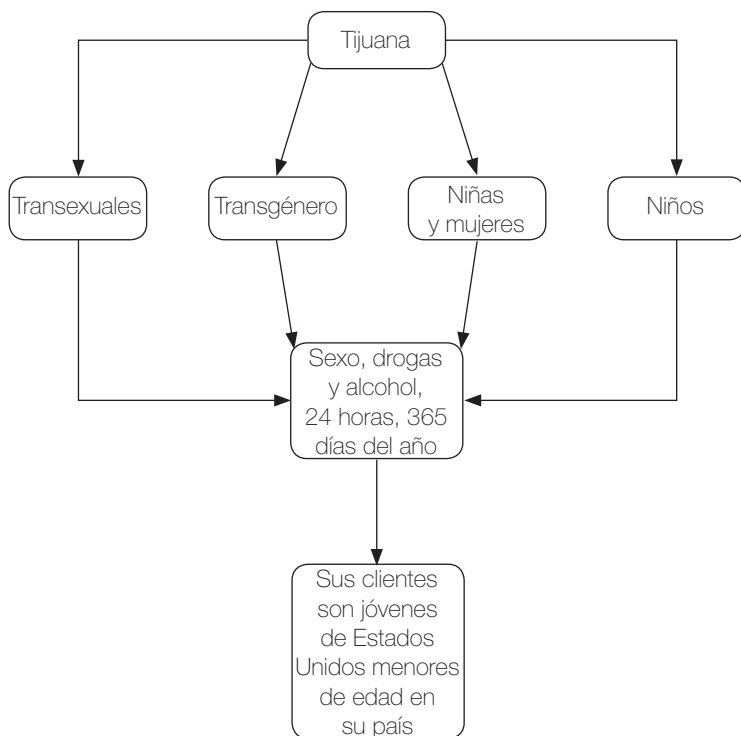 Tijuana
Transexuales
Transgénero
Niñas
y mujeres
Niños
Sexo, drogas
y alcohol,
24 horas, 365
días del año
Sus clientes
son jóvenes
de Estados
Unidos menores
de edad en
su país